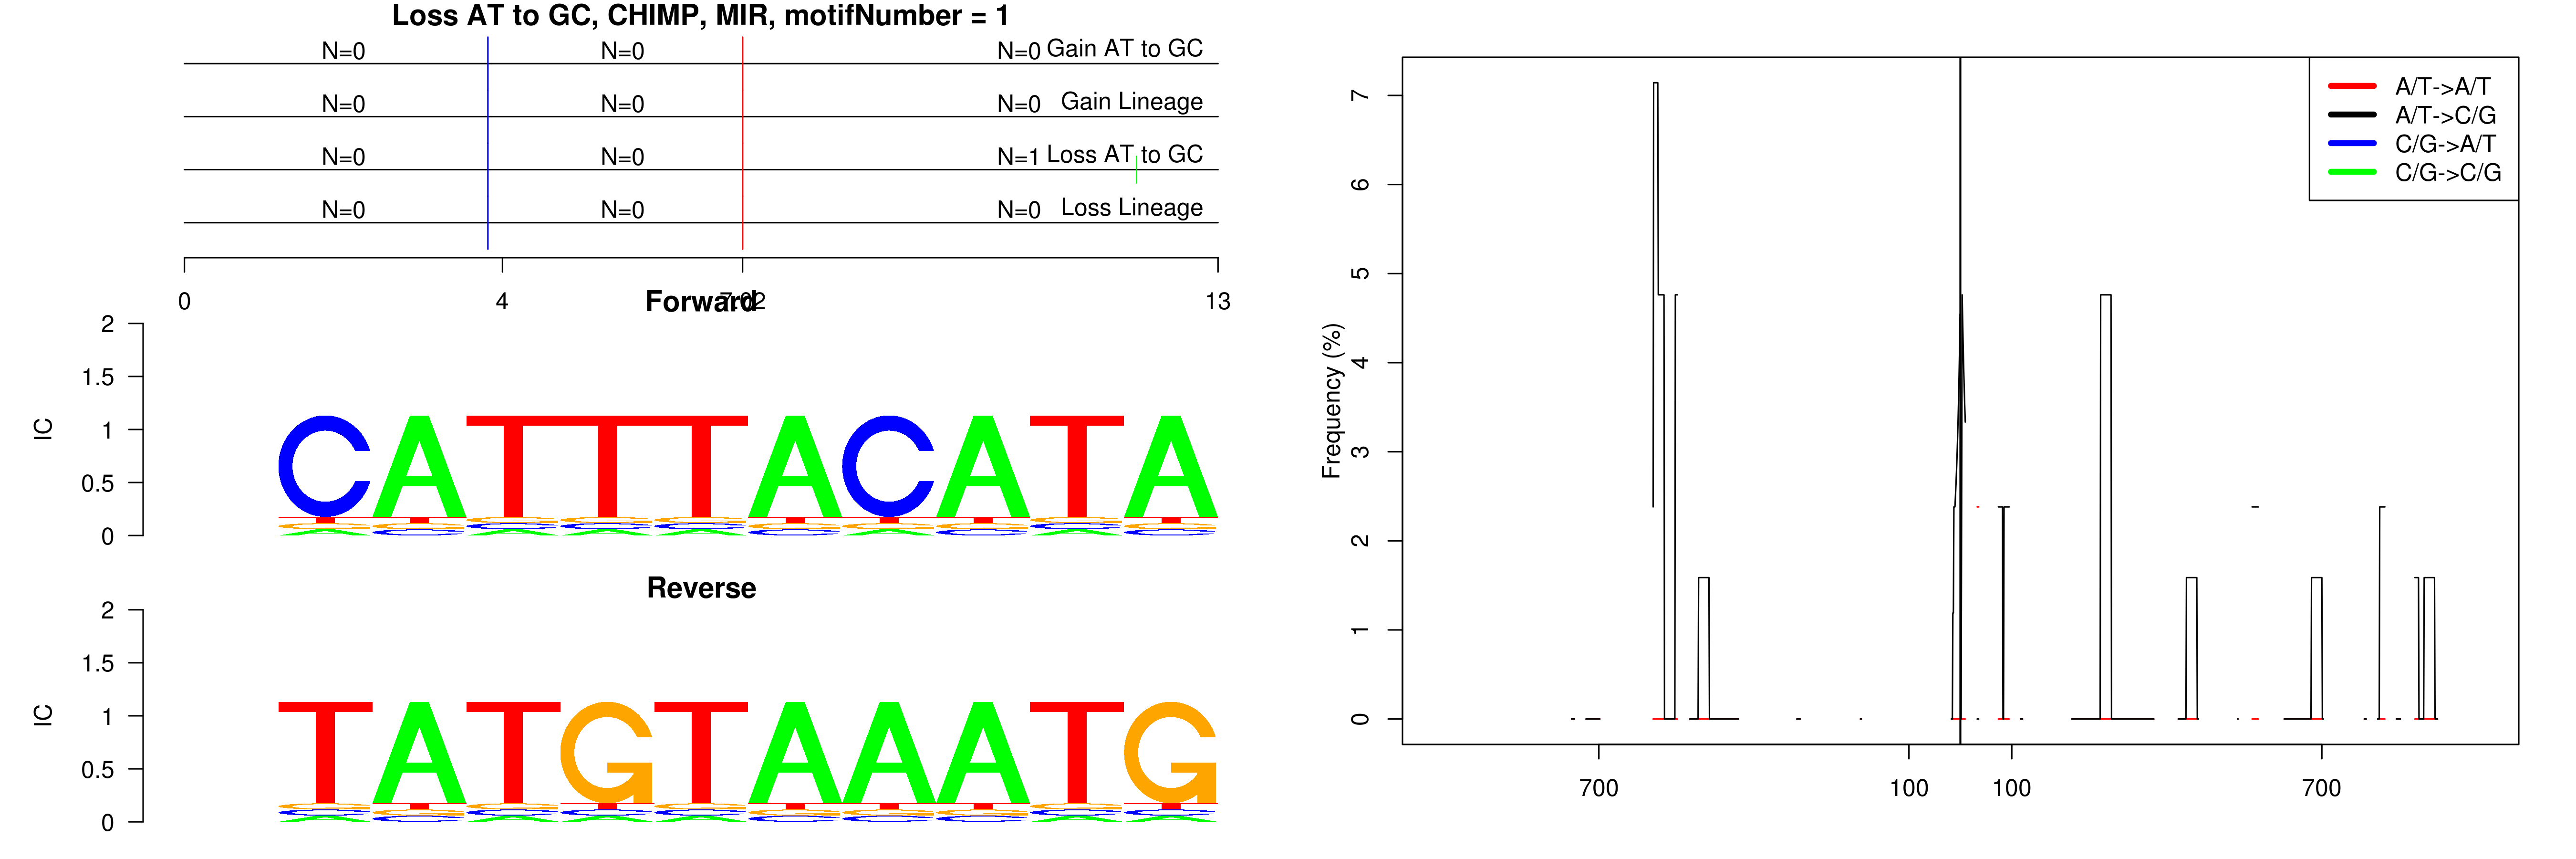 Loss AT to GC, CHIMP, MIR, motifNumber = 1
N=0 N=0 N=0 Gain AT to GC
N=0 N=0 N=0 Gain Lineage
N=0 N=0 N=1 Loss AT to GC
N=0 N=0 N=0 Loss Lineage
0 4 7.02 13
Forward
IC
2
1.5
1
0.5
0
CATTTACATA
Reverse
IC
2
1.5
1
0.5
0
TATGTAAATG
Frequency (%)
7
6
5
4
3
2
1
0
700 100 100 700
A/T->A/T
A/T->C/G
C/G->A/T
C/G->C/G